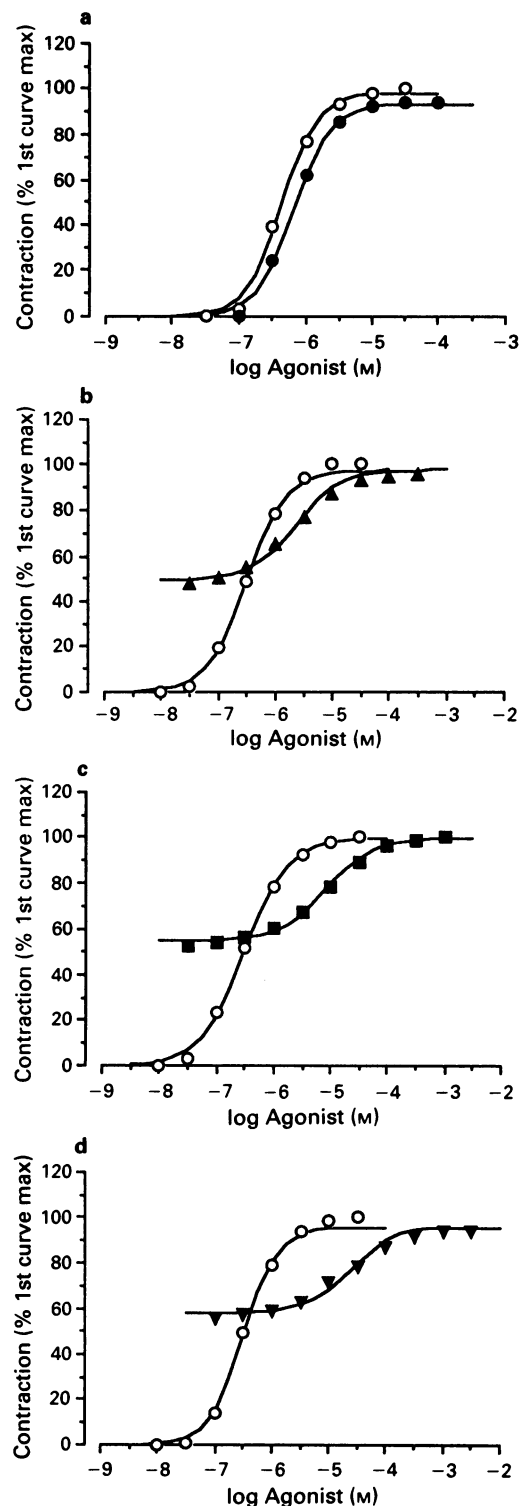 a
Contraction (% 1st curve max)
120
100
80
60
40
20
0
−9 −8 −7 −6 −5 −4 −3
log Agonist (M)
b
Contraction (% 1st curve max)
120
100
80
60
40
20
0
−9 −8 −7 −6 −5 −4 −3 −2
log Agonist (M)
c
Contraction (% 1st curve max)
120
100
80
60
40
20
0
−9 −8 −7 −6 −5 −4 −3 −2
log Agonist (M)
d
Contraction (% 1st curve max)
120
100
80
60
40
20
0
−9 −8 −7 −6 −5 −4 −3 −2
log Agonist (M)